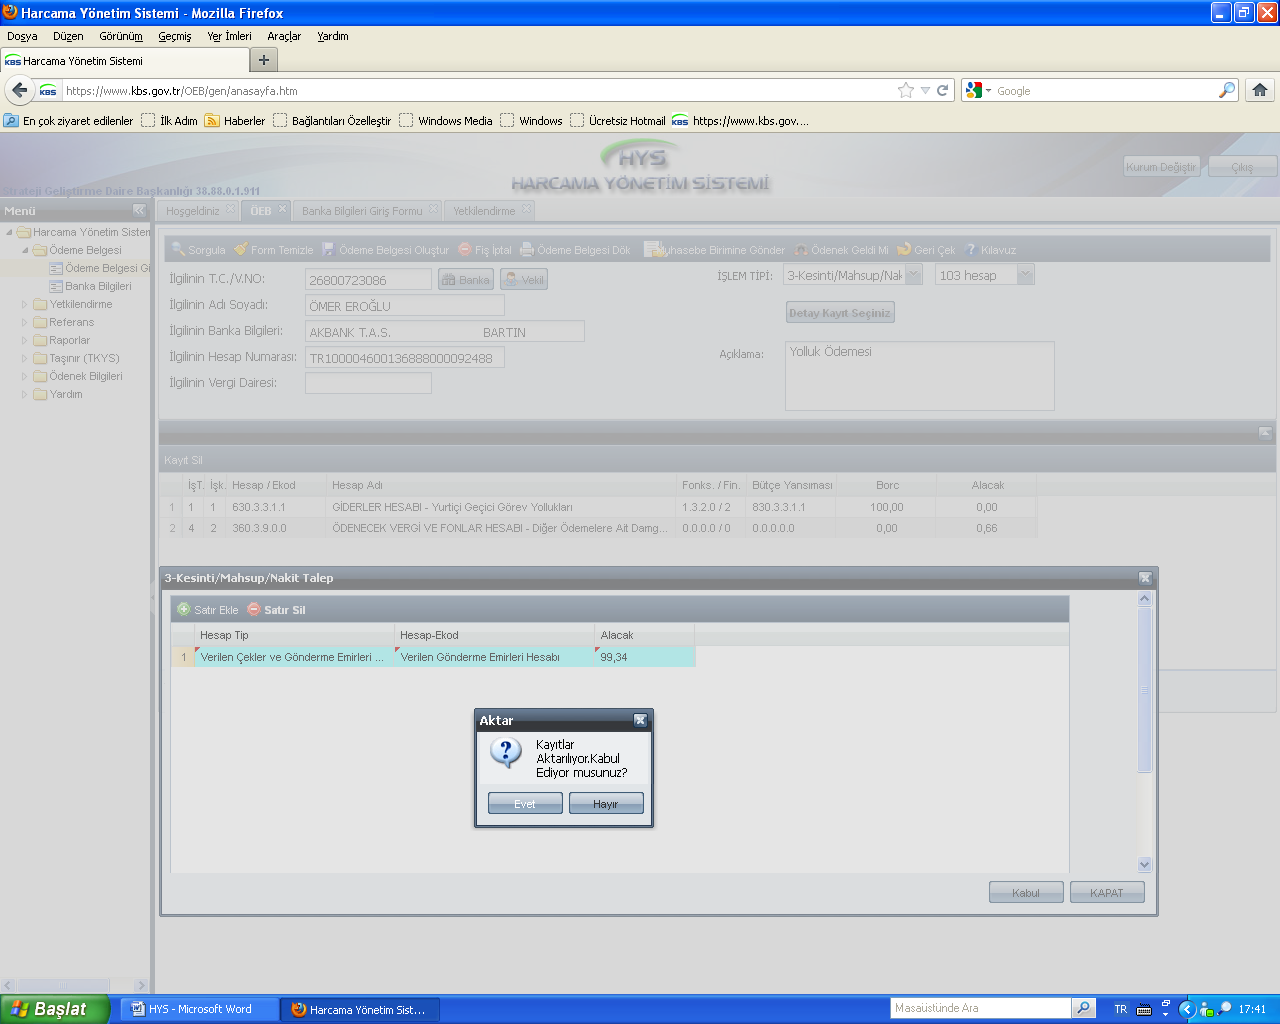 Harcama Yönetim Sistemi - Mozilla Firefox
Dosya Düzen Görünüm Geçmiş Yer İmleri Araçlar Yardım
KBS Harcama Yönetim Sistemi
KBS https://www.kbs.gov.tr/OEB/gen/anasayfa.htm Google
En çok ziyaret edilenler İlk Adım Haberler Bağlantıları Özelleştir Windows Media Windows Ücretsiz Hotmail KBS https://www.kbs.gov....
HYS
HARCAMA YÖNETİM SİSTEMİ
Kurum Değiştir Çıkış
Strateji Geliştirme Daire Başkanlığı 38.88.0.1.911
Menü
Harcama Yönetim Sistem
Ödeme Belgesi
Ödeme Belgesi Gi
Banka Bilgileri
Yetkilendirme
Referans
Raporlar
Taşınır (TKYS)
Ödenek Bilgileri
Yardım
Hoşgeldiniz ÖEB Banka Bilgileri Giriş Formu Yetkilendirme
Sorgula Form Temizle Ödeme Belgesi Oluştur Fiş İptal Ödeme Belgesi Dök Muhasebe Birimine Gönder Ödenek Geldi Mi Geri Çek Kılavuz
İlgilinin T.C./V.NO: 26800723086 Banka Vekil
İŞLEM TİPİ: 3-Kesinti/Mahsup/Nak 103 hesap
İlgilinin Adı Soyadı: ÖMER EROĞLU
Detay Kayıt Seçiniz
İlgilinin Banka Bilgileri: AKBANK T.A.S. BARTIN
İlgilinin Hesap Numarası: TR100004600136888000092488
Açıklama: Yolluk Ödemesi
İlgilinin Vergi Dairesi:
Kayıt Sil
İşT. İşk. Hesap / Ekod Hesap Adı Fonks. / Fin. Bütçe Yansıması Borc Alacak
1 1 1 630.3.3.1.1 GİDERLER HESABI - Yurtiçi Geçici Görev Yollukları 1.3.2.0 / 2 830.3.3.1.1 100,00 0,00
2 4 2 360.3.9.0.0 ÖDENECEK VERGİ VE FONLAR HESABI - Diğer Ödemelere Ait Damg... 0.0.0.0 / 0 0.0.0.0.0 0,00 0,66
3-Kesinti/Mahsup/Nakit Talep
Satır Ekle Satır Sil
Hesap Tip Hesap-Ekod Alacak
1 Verilen Çekler ve Gönderme Emirleri ... Verilen Gönderme Emirleri Hesabı 99,34
Aktar
Kayıtlar
Aktarılıyor.Kabul
Ediyor musunuz?
Evet Hayır
Kabul KAPAT
Başlat HYS - Microsoft Word Harcama Yönetim Sist... Masaüstünde Ara TR 17:41